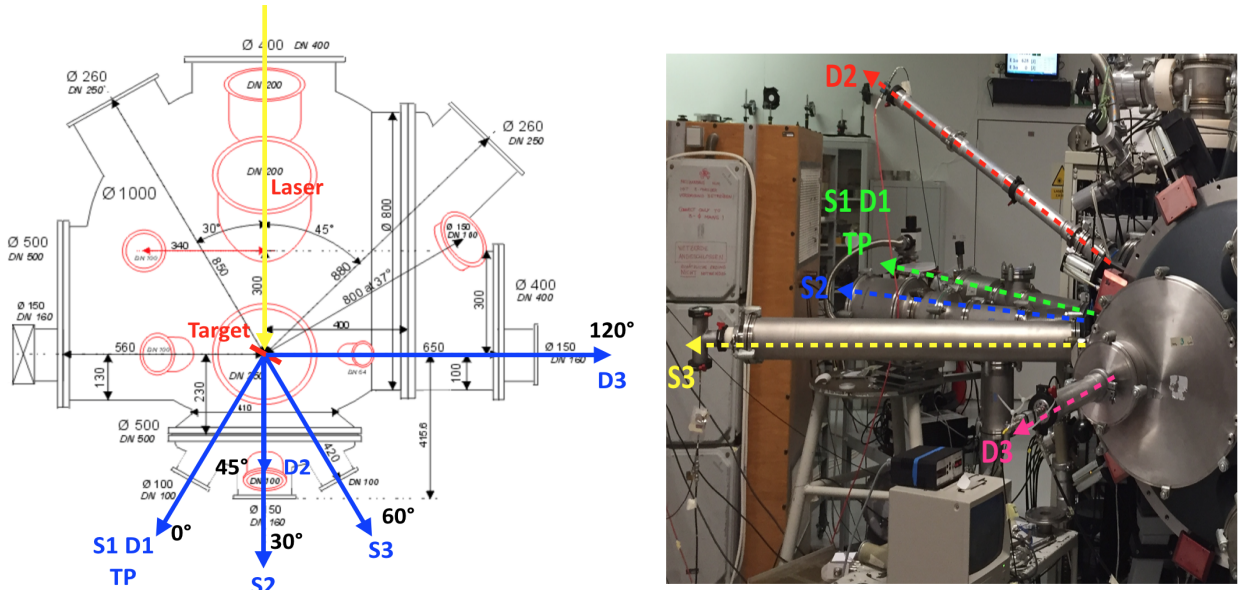 Ø 400 DN 400
Ø 260
DN 250
DN 200
Ø 260
DN 250
Ø 1000
DN 200
Laser
30°
45°
Ø 800
Ø 150
DN 100
Ø 500
DN 500
DN 100
340
850
300
880
800 at 37°
300
Ø 400
DN 400
Ø 150
DN 160
Target
400
120°
560
DN 100
DN 64
650
Ø 150
DN 160
D3
130
230
DN 250
100
410
Ø 500
DN 500
415.6
420
45°
D2
Ø 100
DN 100
DN 100
DN 100
DN 160
0°
30°
60°
S1 D1
TP
S2
S3
D2
S1 D1
TP
S2
S3
D3